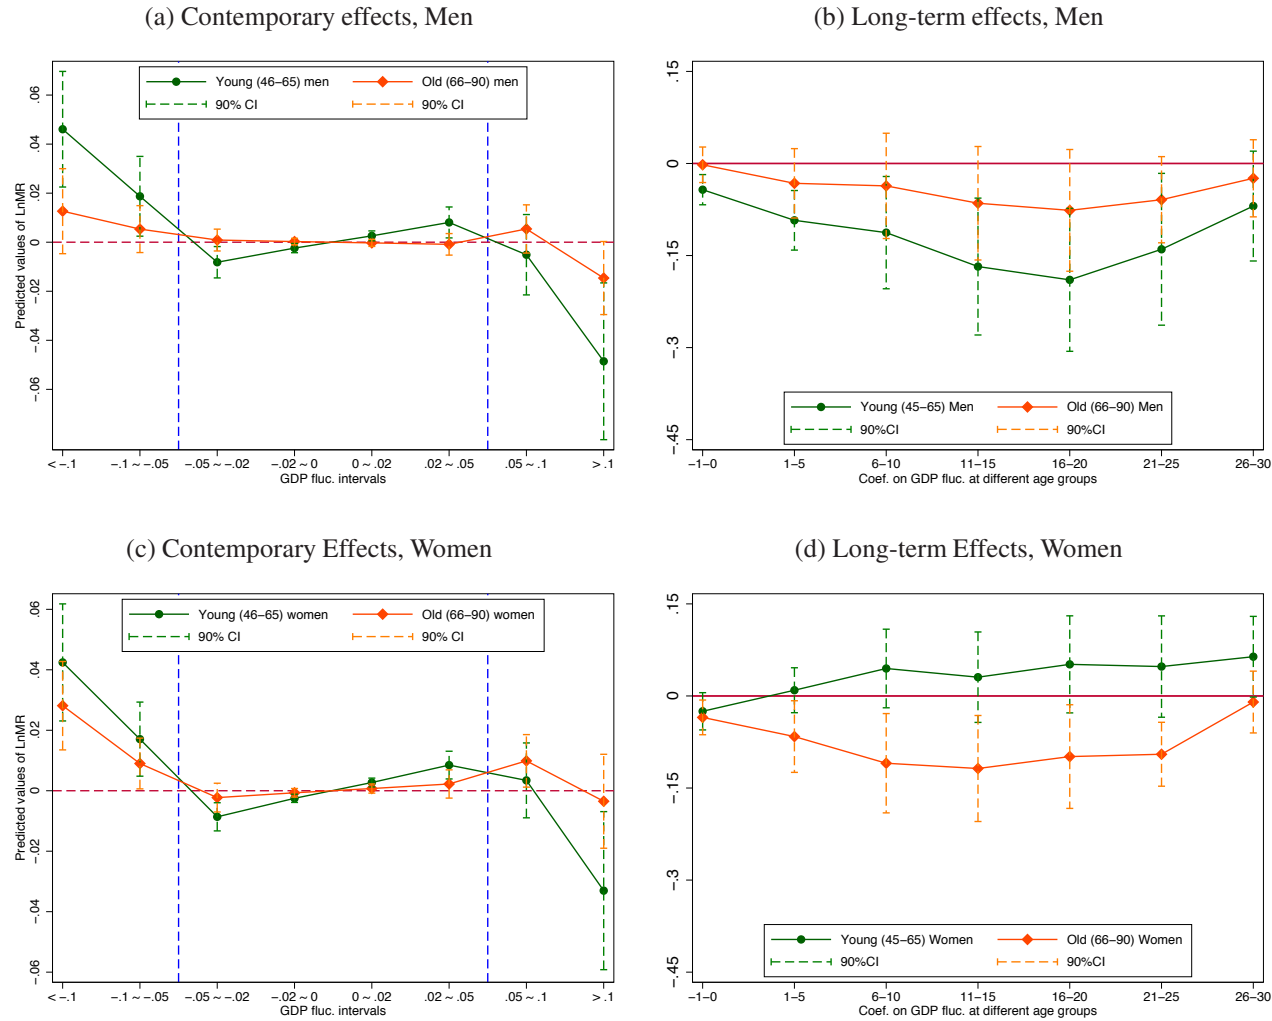 (a) Contemporary effects, Men
Young (46–65) men
Old (66–90) men
90% CI
90% CI
Predicted values of LnMR
.06
.04
.02
0
−.02
−.04
−.06
< −.1
−.1 ~ −.05
−.05 ~ −.02
−.02 ~ 0
0 ~ .02
.02 ~ .05
.05 ~ .1
> .1
GDP fluc. intervals
(b) Long-term effects, Men
.15
0
−.15
−.3
−.45
Young (45–65) Men
Old (66–90) Men
90%CI
90%CI
−1–0
1–5
6–10
11–15
16–20
21–25
26–30
Coef. on GDP fluc. at different age groups
(c) Contemporary Effects, Women
Young (46–65) women
Old (66–90) women
90% CI
90% CI
Predicted values of LnMR
.06
.04
.02
0
−.02
−.04
−.06
< −.1
−.1 ~ −.05
−.05 ~ −.02
−.02 ~ 0
0 ~ .02
.02 ~ .05
.05 ~ .1
> .1
GDP fluc. intervals
(d) Long-term Effects, Women
.15
0
−.15
−.3
−.45
Young (45–65) Women
Old (66–90) Women
90%CI
90%CI
−1–0
1–5
6–10
11–15
16–20
21–25
26–30
Coef. on GDP fluc. at different age groups